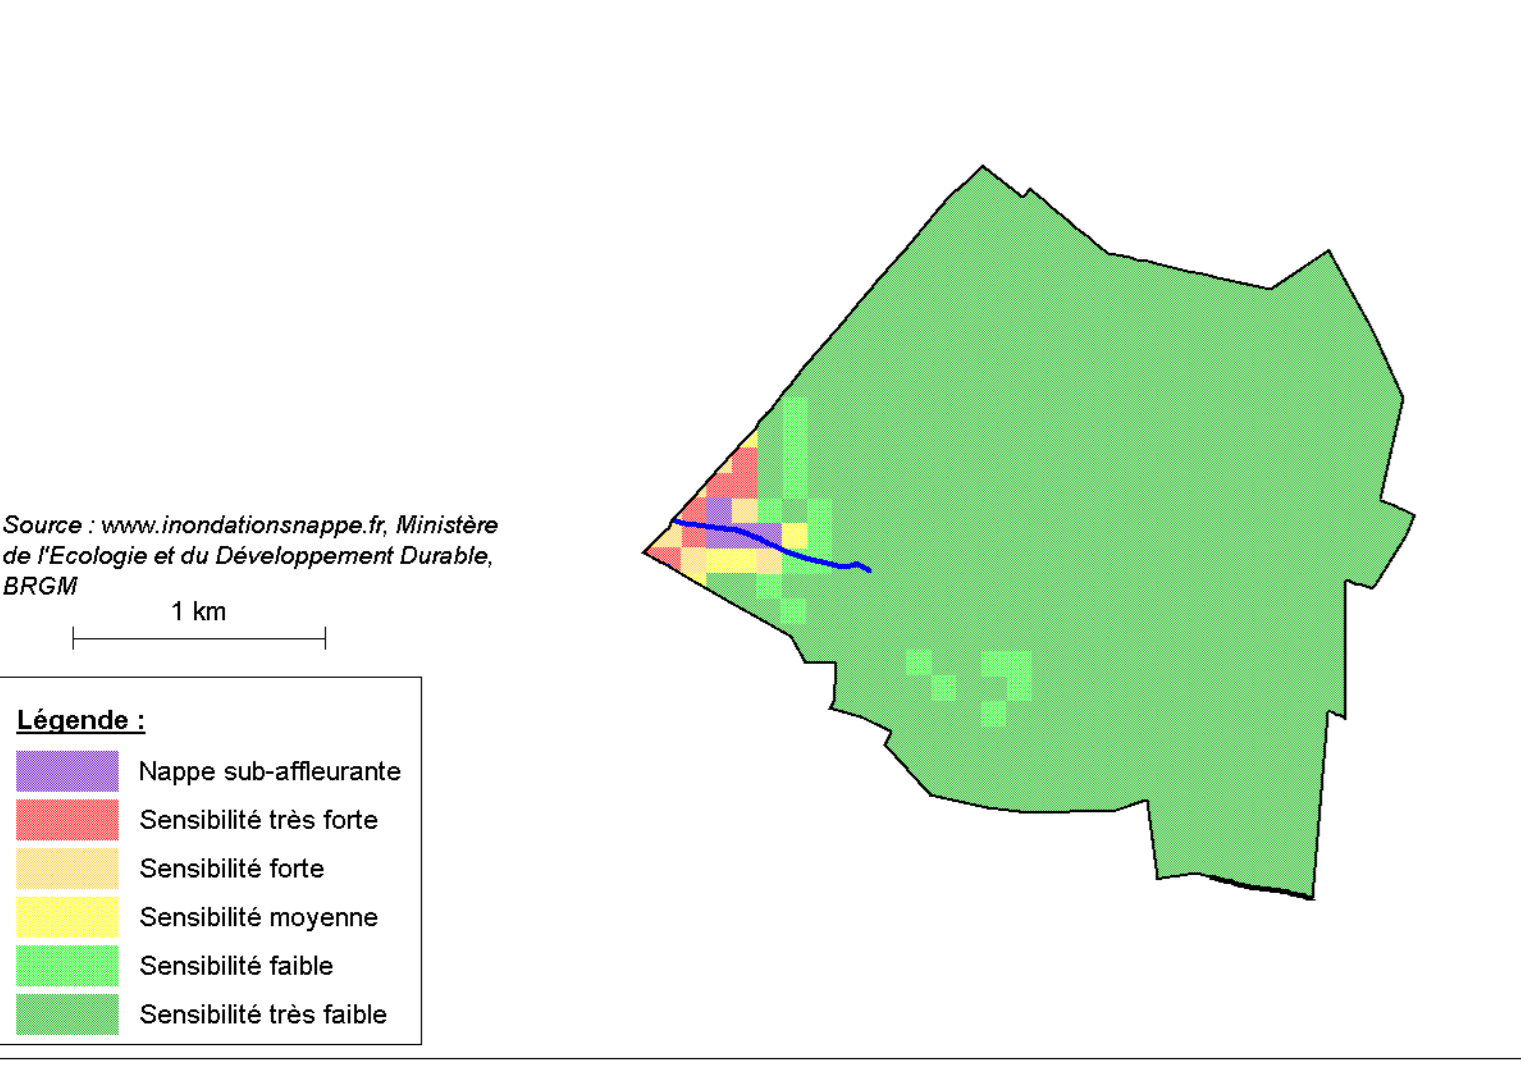 Source : www.inondationsnappe.fr, Ministère
de l'Ecologie et du Développement Durable,
BRGM
1 km
Légende :
Nappe sub-affleurante
Sensibilité très forte
Sensibilité forte
Sensibilité moyenne
Sensibilité faible
Sensibilité très faible